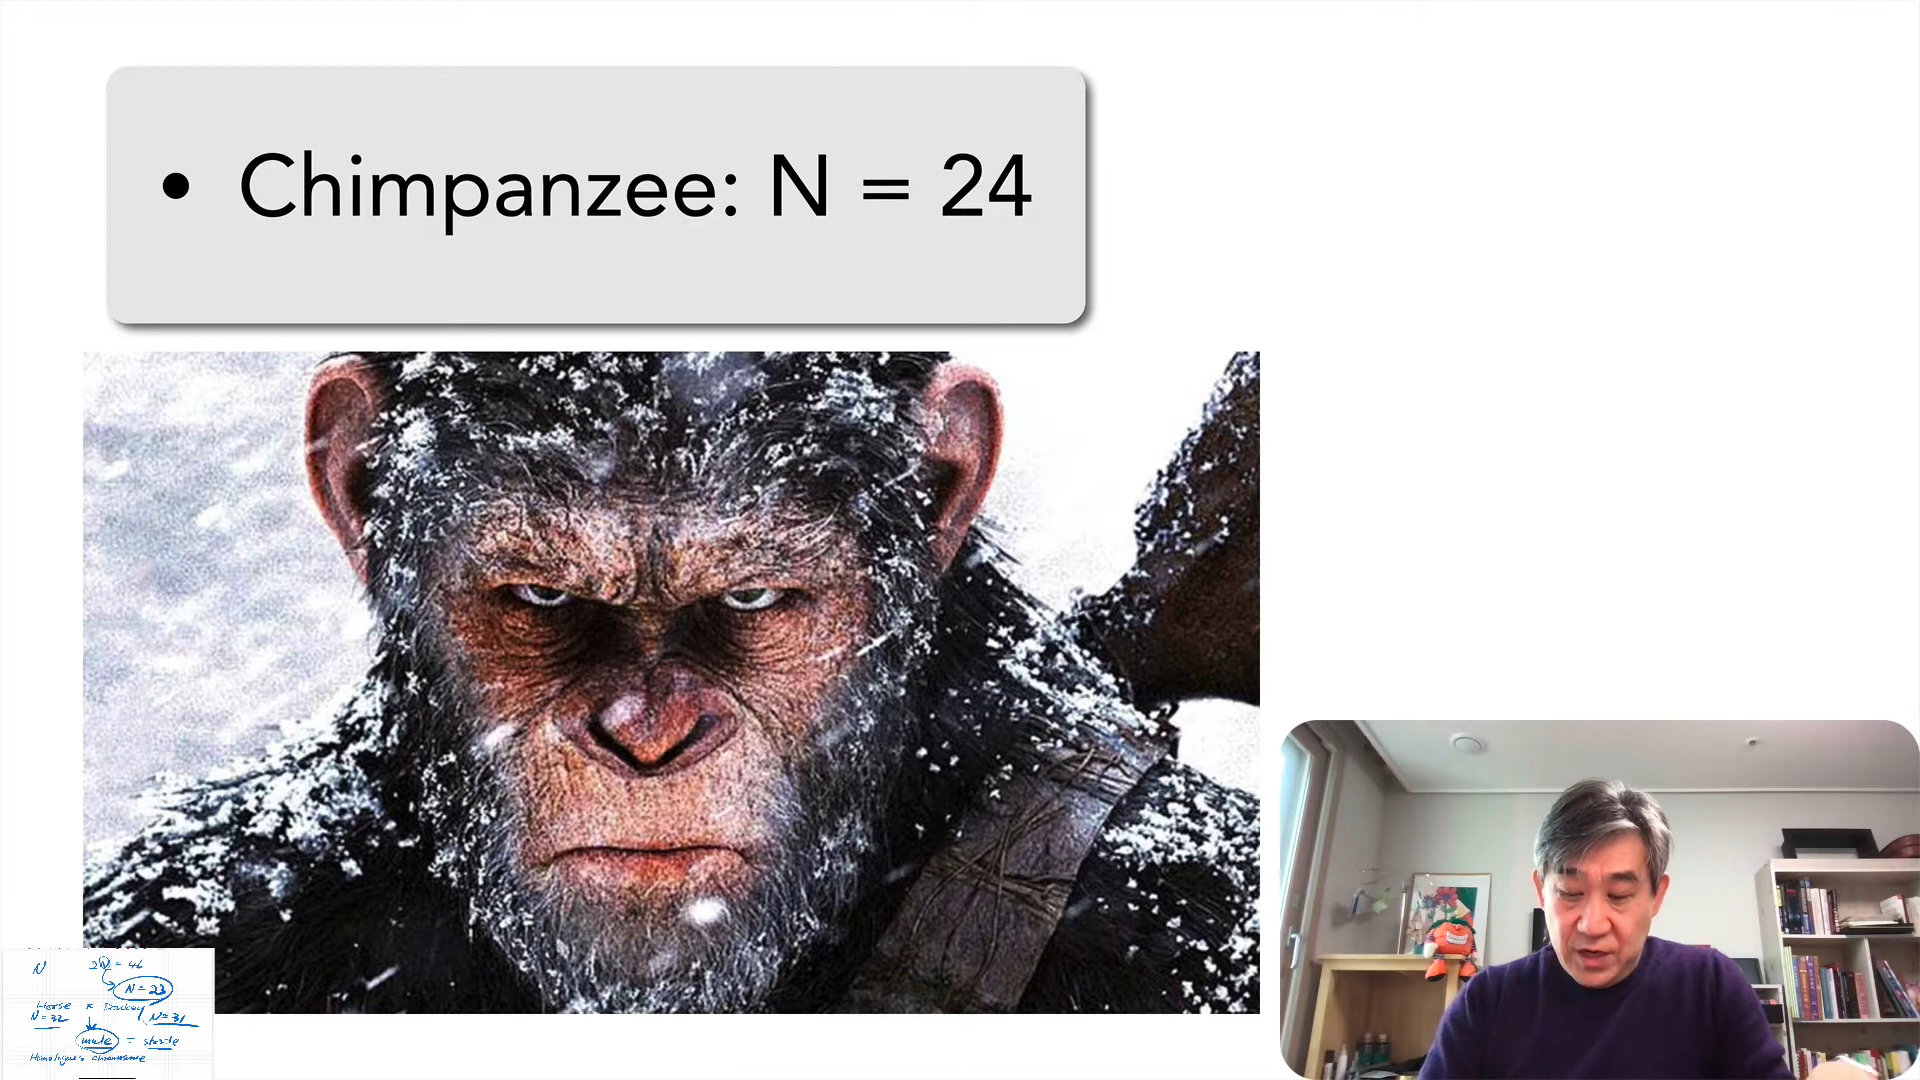 • Chimpanzee: N = 24
N 2N = 46
N = 23
Horse × Donkey
N = 32 N = 31
mule = sterile
Homologous chromosome